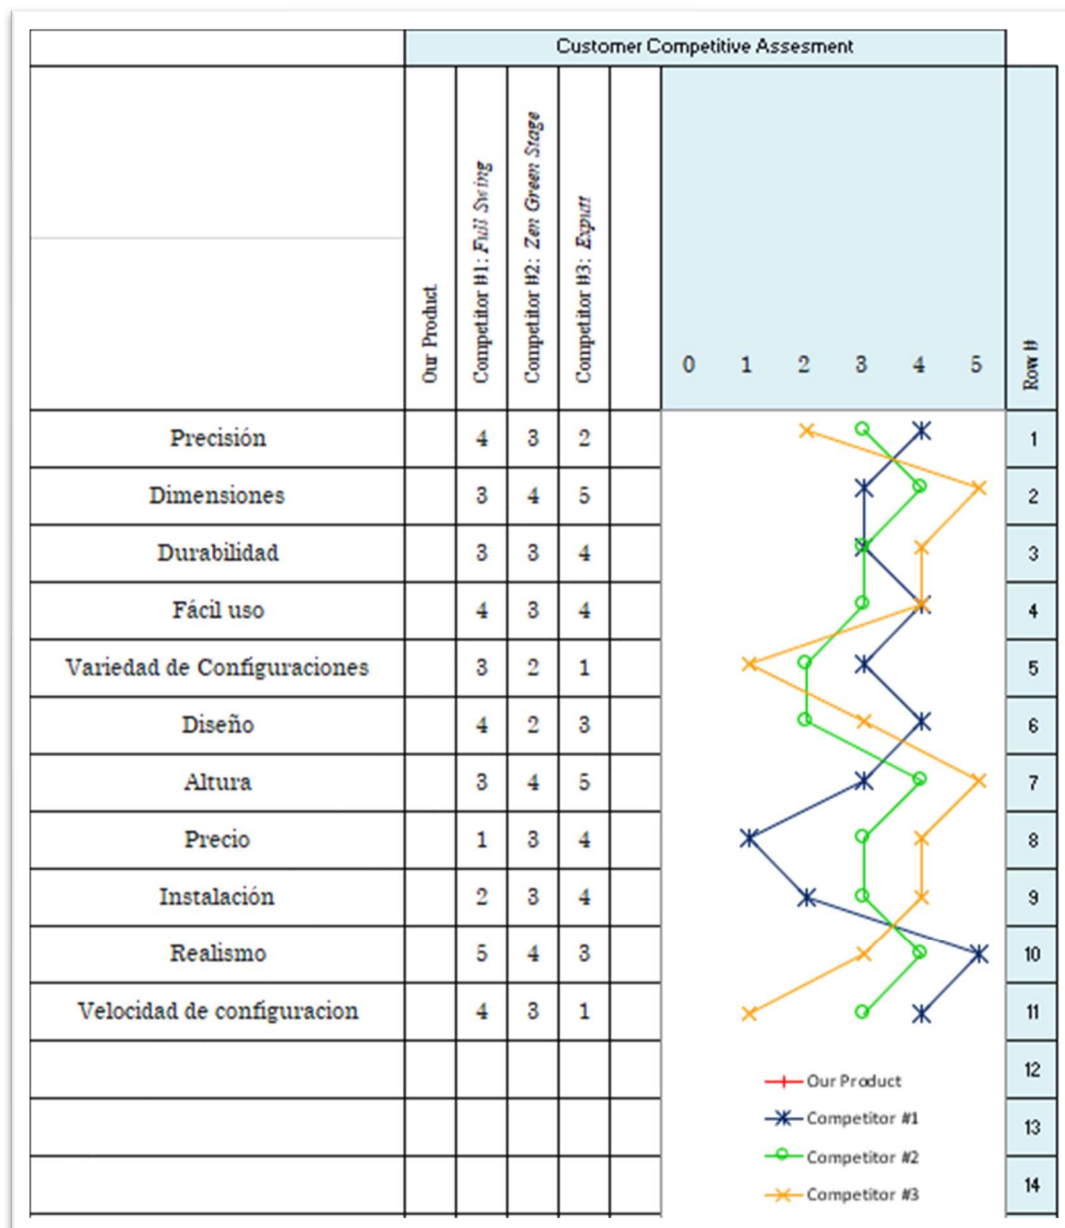 Customer Competitive Assesment
Our Product
Competitor #1: Full Swing
Competitor #2: Zen Green Stage
Competitor #3: Exputt
0 1 2 3 4 5
Row #
Precisión 4 3 2 1
Dimensiones 3 4 5 2
Durabilidad 3 3 4 3
Fácil uso 4 3 4 4
Variedad de Configuraciones 3 2 1 5
Diseño 4 2 3 6
Altura 3 4 5 7
Precio 1 3 4 8
Instalación 2 3 4 9
Realismo 5 4 3 10
Velocidad de configuracion 4 3 1 11
12
13
14
Our Product
Competitor #1
Competitor #2
Competitor #3